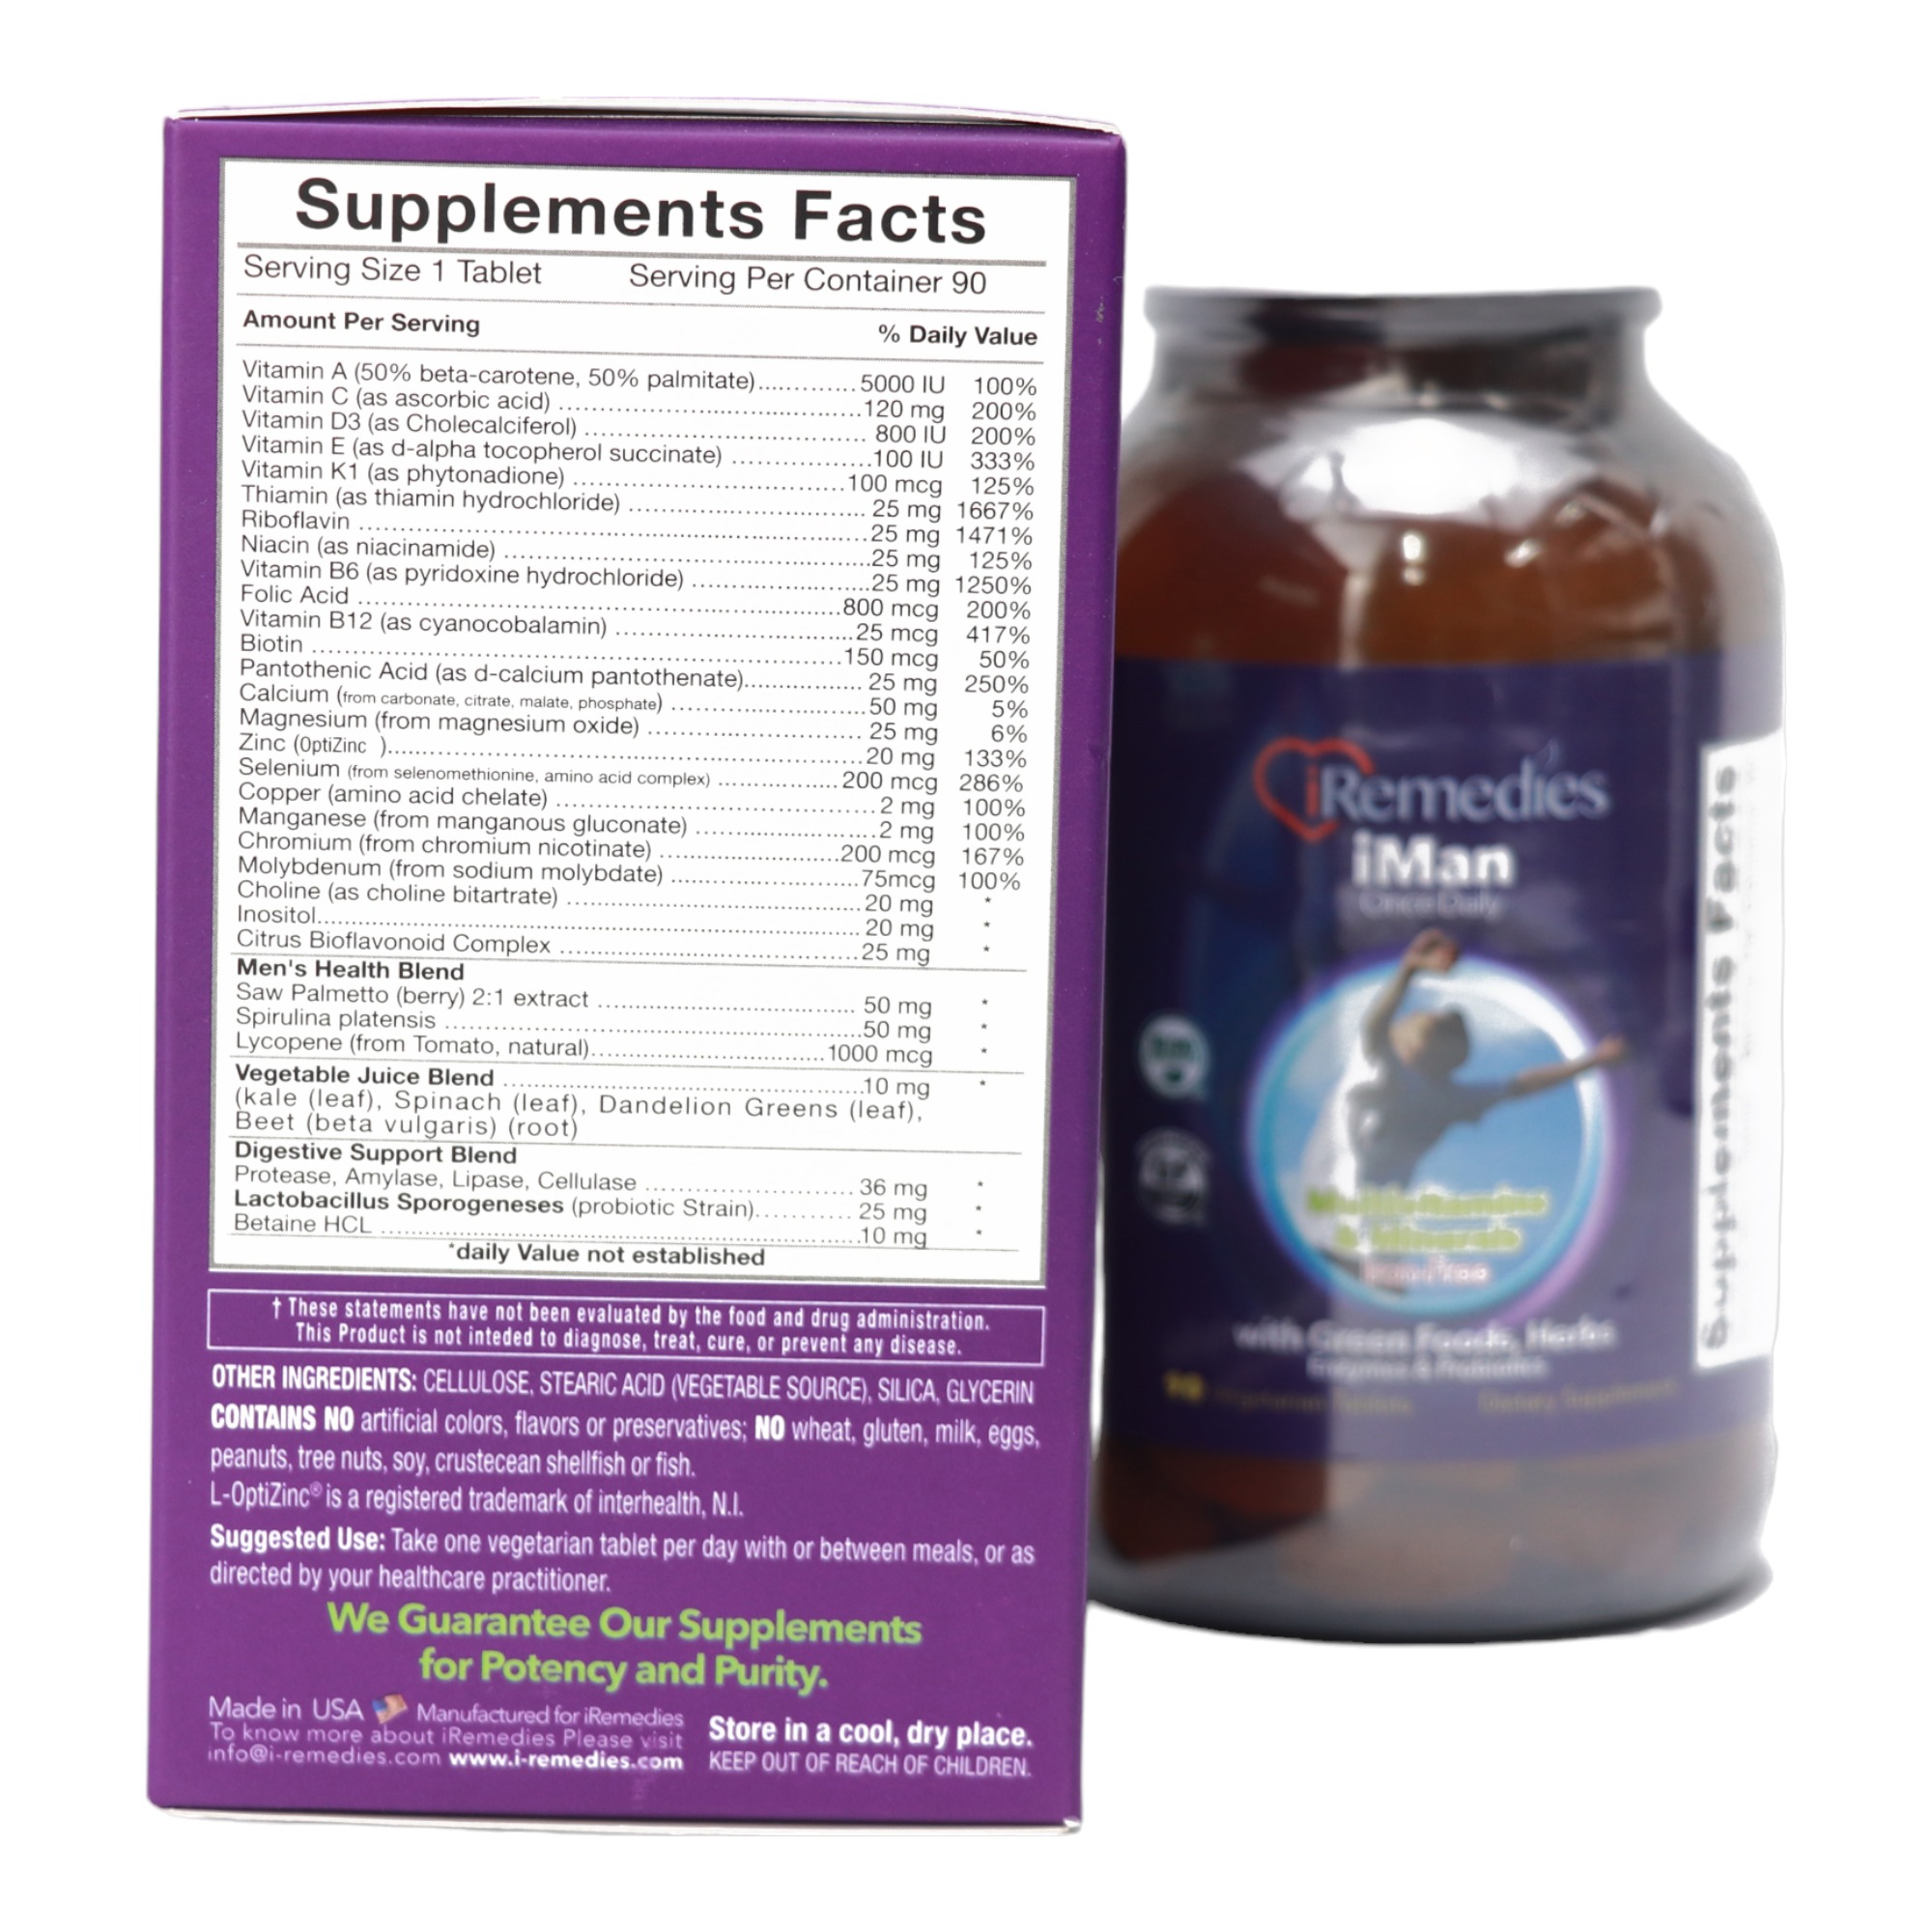 Supplements Facts
Serving Size 1 Tablet Serving Per Container 90
Amount Per Serving % Daily Value
Vitamin A (50% beta-carotene, 50% palmitate)............. 5000 IU 100%
Vitamin C (as ascorbic acid) ............. 120 mg 200%
Vitamin D3 (as Cholecalciferol) ............. 800 IU 200%
Vitamin E (as d-alpha tocopherol succinate) ............. 100 IU 333%
Vitamin K1 (as phytonadione) ............. 100 mcg 125%
Thiamin (as thiamin hydrochloride) ............. 25 mg 1667%
Riboflavin ............. 25 mg 1471%
Niacin (as niacinamide) ............. 25 mg 125%
Vitamin B6 (as pyridoxine hydrochloride) ............. 25 mg 1250%
Folic Acid ............. 800 mcg 200%
Vitamin B12 (as cyanocobalamin) ............. 25 mcg 417%
Biotin ............. 150 mcg 50%
Pantothenic Acid (as d-calcium pantothenate)............. 25 mg 250%
Calcium (from carbonate, citrate, malate, phosphate) ............. 50 mg 5%
Magnesium (from magnesium oxide) ............. 25 mg 6%
Zinc (OptiZinc )............. 20 mg 133%
Selenium (from selenomethionine, amino acid complex) ............. 200 mcg 286%
Copper (amino acid chelate) ............. 2 mg 100%
Manganese (from manganous gluconate) ............. 2 mg 100%
Chromium (from chromium nicotinate) ............. 200 mcg 167%
Molybdenum (from sodium molybdate) ............. 75mcg 100%
Choline (as choline bitartrate) ............. 20 mg *
Inositol............. 20 mg *
Citrus Bioflavonoid Complex ............. 25 mg *
Men's Health Blend
Saw Palmetto (berry) 2:1 extract ............. 50 mg *
Spirulina platensis ............. 50 mg *
Lycopene (from Tomato, natural)............. 1000 mcg *
Vegetable Juice Blend ............. 10 mg *
(kale (leaf), Spinach (leaf), Dandelion Greens (leaf),
Beet (beta vulgaris) (root)
Digestive Support Blend
Protease, Amylase, Lipase, Cellulase ............. 36 mg *
Lactobacillus Sporogeneses (probiotic Strain)............. 25 mg *
Betaine HCL ............. 10 mg *
*daily Value not established
† These statements have not been evaluated by the food and drug administration.
This Product is not inteded to diagnose, treat, cure, or prevent any disease.
OTHER INGREDIENTS: CELLULOSE, STEARIC ACID (VEGETABLE SOURCE), SILICA, GLYCERIN
CONTAINS NO artificial colors, flavors or preservatives; NO wheat, gluten, milk, eggs,
peanuts, tree nuts, soy, crustecean shellfish or fish.
L-OptiZinc® is a registered trademark of interhealth, N.I.
Suggested Use: Take one vegetarian tablet per day with or between meals, or as
directed by your healthcare practitioner.
We Guarantee Our Supplements
for Potency and Purity.
Made in USA Manufactured for iRemedies
To know more about iRemedies Please visit
info@i-remedies.com www.i-remedies.com
Store in a cool, dry place.
KEEP OUT OF REACH OF CHILDREN.
iRemedies
iMan
Once Daily
Multivitamins
& Minerals
Iron-Free
with Green Foods, Herbs
Enzymes & Probiotics
90 Vegetarian Tablets Dietary Supplement
Supplements Facts